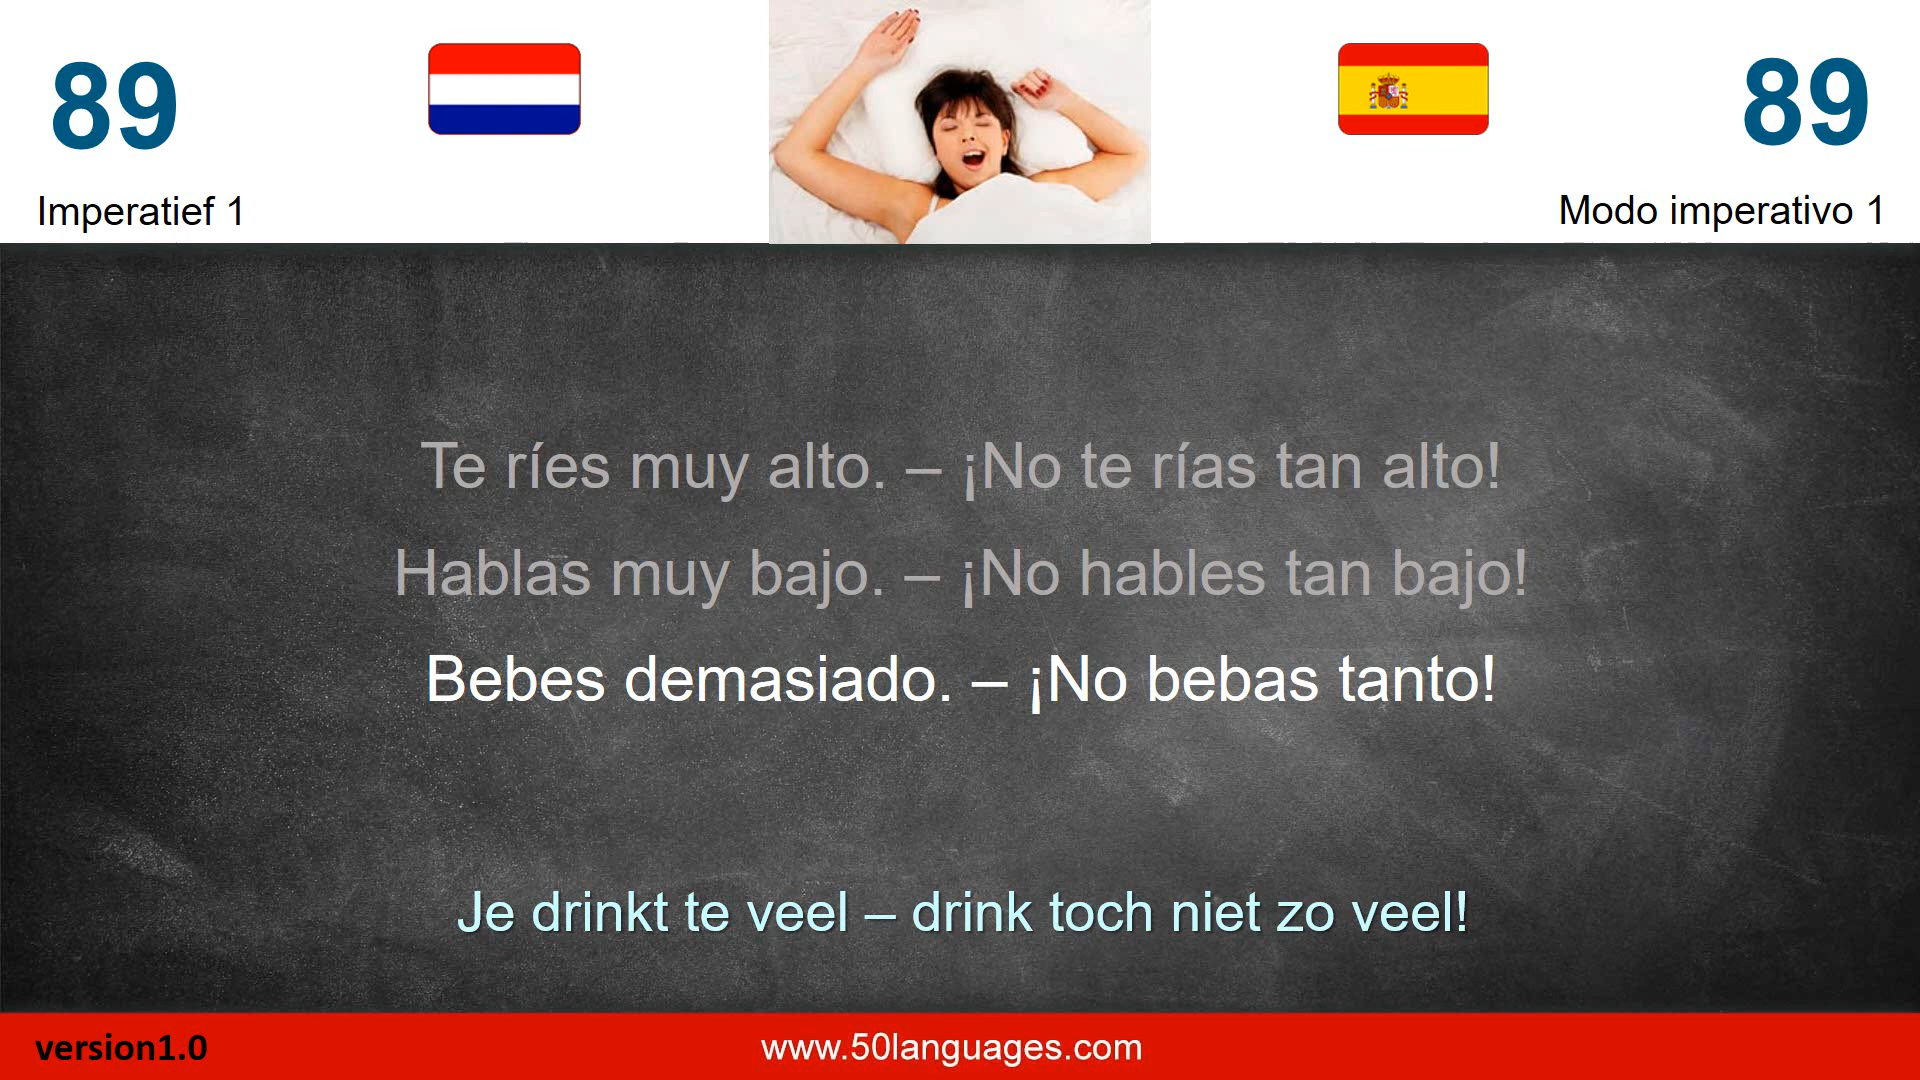 89
89
Imperatief 1
Modo imperativo 1
Te ríes muy alto. – ¡No te rías tan alto!
Hablas muy bajo. – ¡No hables tan bajo!
Bebes demasiado. – ¡No bebas tanto!
Je drinkt te veel – drink toch niet zo veel!
version1.0
www.50languages.com